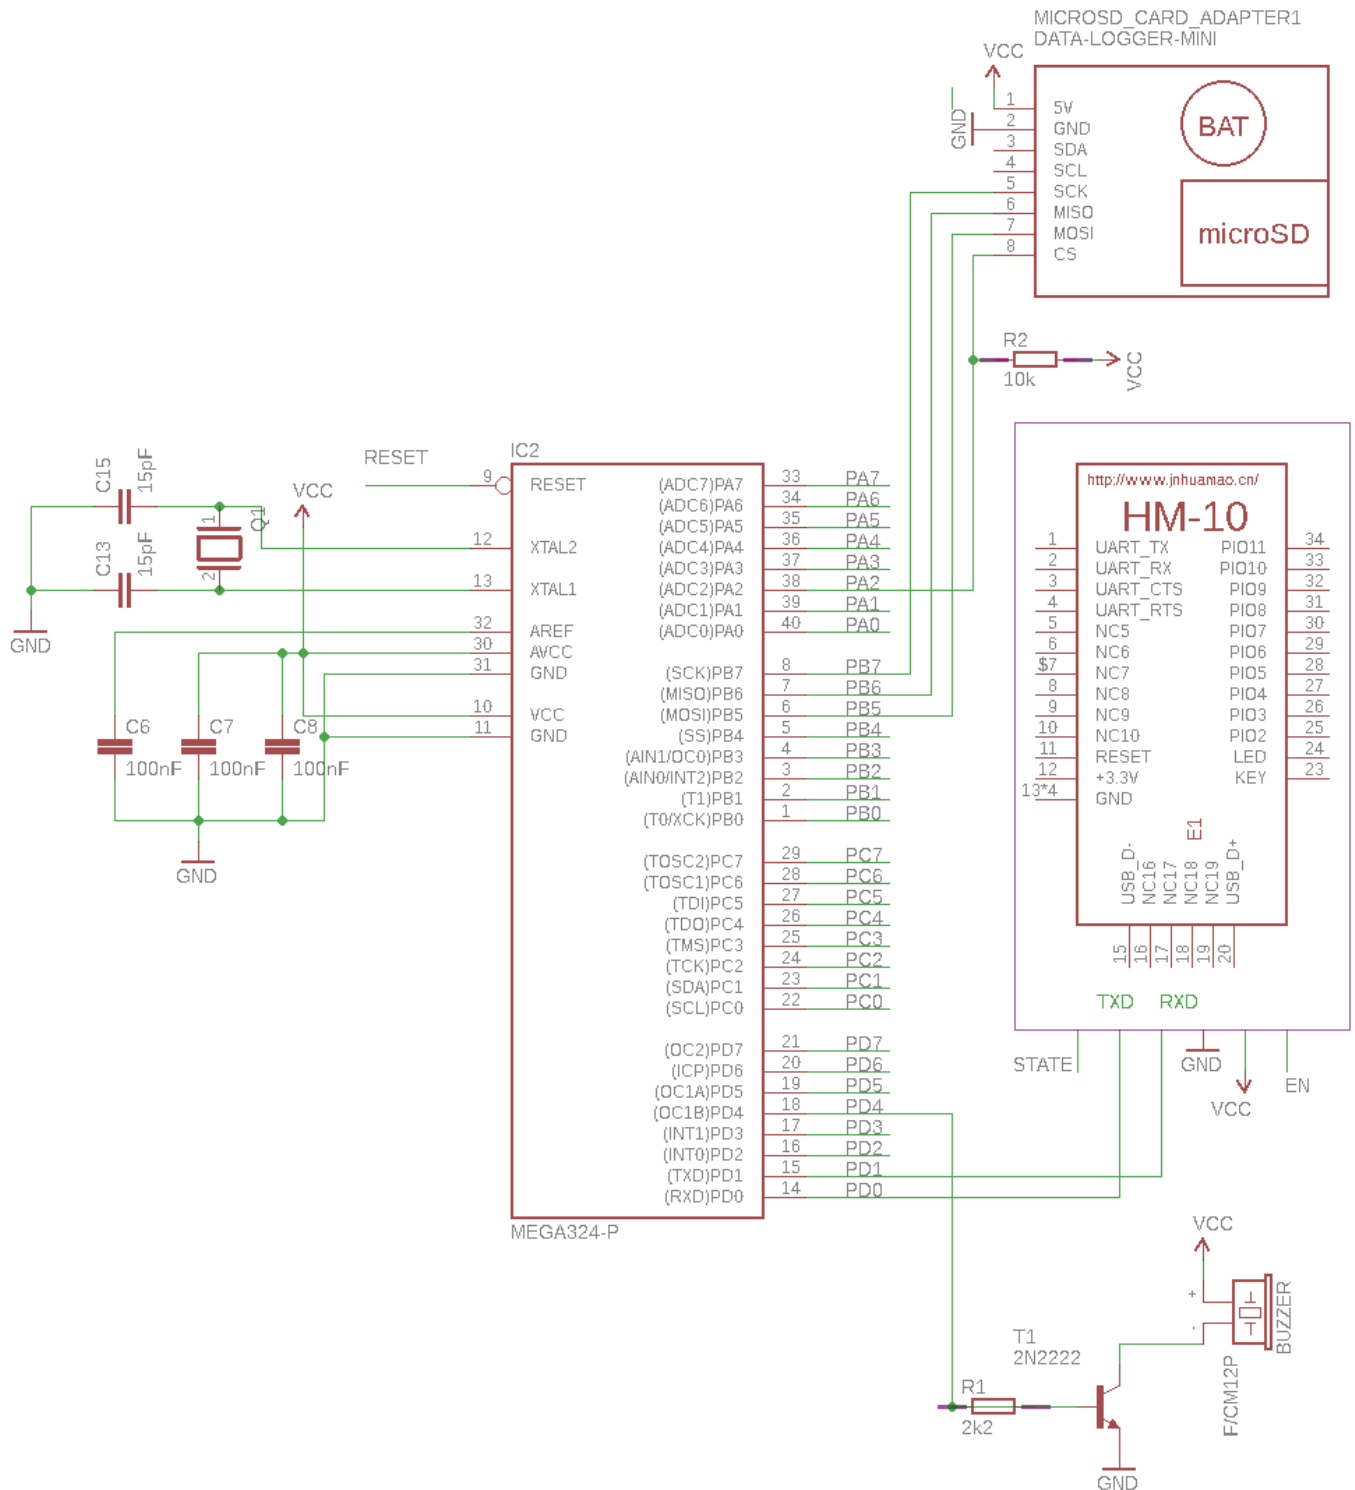 MICROSD_CARD_ADAPTER1
DATA-LOGGER-MINI
VCC
GND
1 5V
2 GND
3 SDA
4 SCL
5 SCK
6 MISO
7 MOSI
8 CS
BAT
microSD
R2
10k
VCC
C15
15pF
C13
15pF
1
Q1
2
GND
RESET
VCC
IC2
9 RESET
12 XTAL2
13 XTAL1
32 AREF
30 AVCC
31 GND
10 VCC
11 GND
C6
100nF
C7
100nF
C8
100nF
GND
(ADC7)PA7 33 PA7
(ADC6)PA6 34 PA6
(ADC5)PA5 35 PA5
(ADC4)PA4 36 PA4
(ADC3)PA3 37 PA3
(ADC2)PA2 38 PA2
(ADC1)PA1 39 PA1
(ADC0)PA0 40 PA0
(SCK)PB7 8 PB7
(MISO)PB6 7 PB6
(MOSI)PB5 6 PB5
(SS)PB4 5 PB4
(AIN1/OC0)PB3 4 PB3
(AIN0/INT2)PB2 3 PB2
(T1)PB1 2 PB1
(T0/XCK)PB0 1 PB0
(TOSC2)PC7 29 PC7
(TOSC1)PC6 28 PC6
(TDI)PC5 27 PC5
(TDO)PC4 26 PC4
(TMS)PC3 25 PC3
(TCK)PC2 24 PC2
(SDA)PC1 23 PC1
(SCL)PC0 22 PC0
(OC2)PD7 21 PD7
(ICP)PD6 20 PD6
(OC1A)PD5 19 PD5
(OC1B)PD4 18 PD4
(INT1)PD3 17 PD3
(INT0)PD2 16 PD2
(TXD)PD1 15 PD1
(RXD)PD0 14 PD0
MEGA324-P
http://www.jnhuamao.cn/
HM-10
1 UART_TX PIO11 34
2 UART_RX PIO10 33
3 UART_CTS PIO9 32
4 UART_RTS PIO8 31
5 NC5 PIO7 30
6 NC6 PIO6 29
$7 NC7 PIO5 28
8 NC8 PIO4 27
9 NC9 PIO3 26
10 NC10 PIO2 25
11 RESET LED 24
12 +3.3V KEY 23
13*4 GND
E1
USB_D- NC16 NC17 NC18 NC19 USB_D+
15 16 17 18 19 20
TXD RXD
STATE
GND
VCC
EN
VCC
+
-
BUZZER
F/CM12P
T1
2N2222
R1
2k2
GND